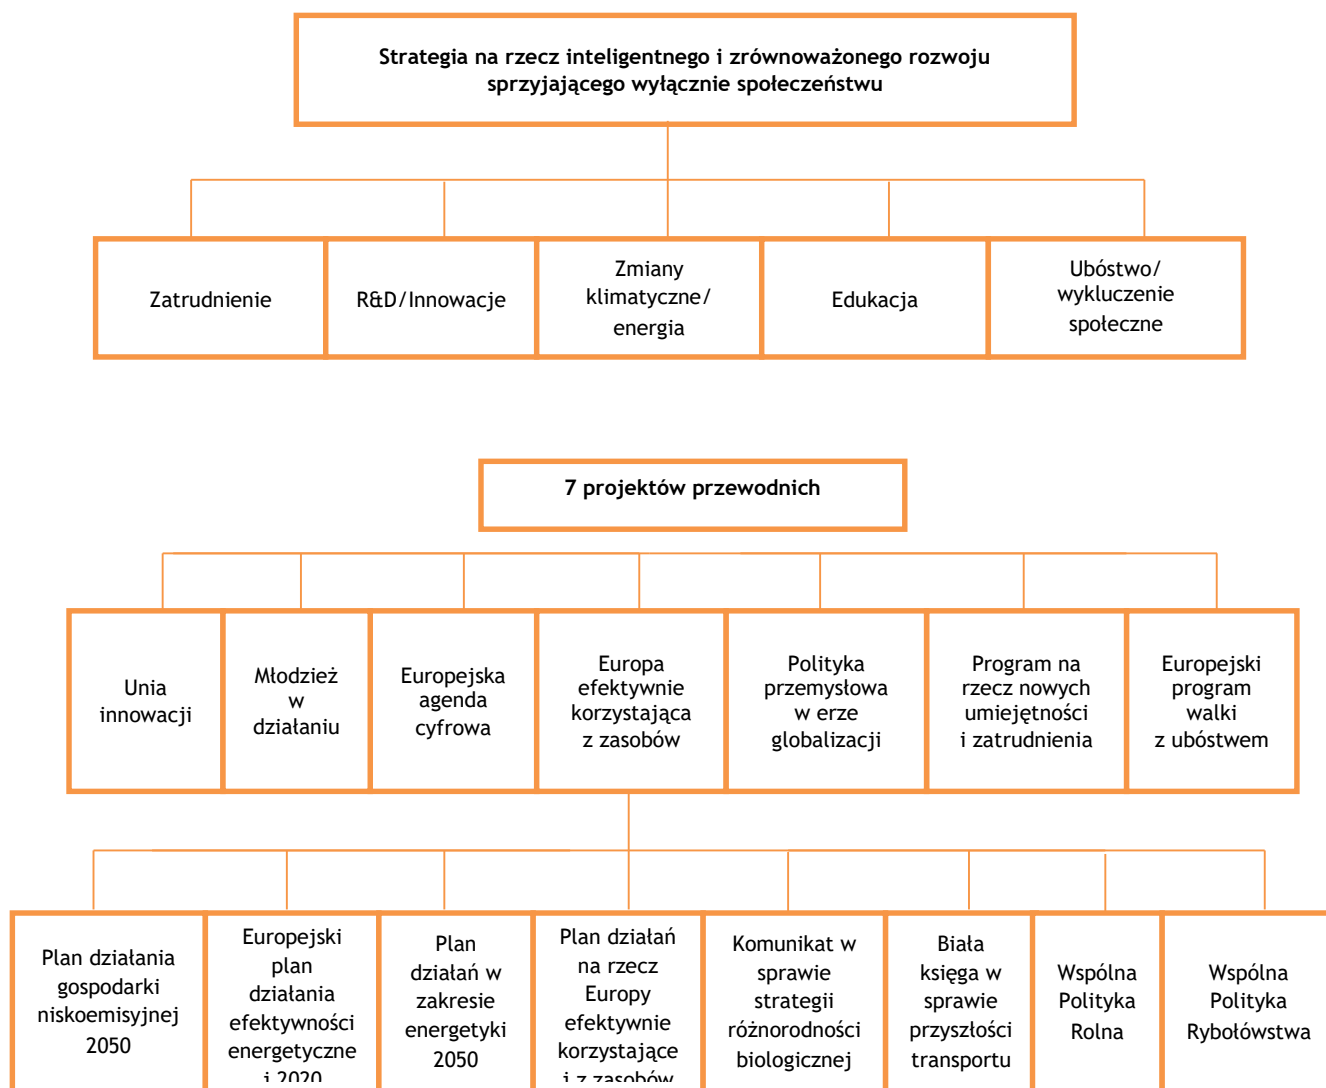 Strategia na rzecz inteligentnego i zrównoważonego rozwoju
sprzyjającego wyłącznie społeczeństwu
Zatrudnienie
R&D/Innowacje
Zmiany
klimatyczne/
energia
Edukacja
Ubóstwo/
wykluczenie
społeczne
7 projektów przewodnich
Unia
innowacji
Młodzież
w
działaniu
Europejska
agenda
cyfrowa
Europa
efektywnie
korzystająca
z zasobów
Polityka
przemysłowa
w erze
globalizacji
Program na
rzecz nowych
umiejętności
i zatrudnienia
Europejski
program
walki
z ubóstwem
Plan działania
gospodarki
niskoemisyjnej
2050
Europejski
plan
działania
efektywności
energetyczne
j 2020
Plan
działań w
zakresie
energetyki
2050
Plan działań
na rzecz
Europy
efektywnie
korzystające
j z zasobów
Komunikat w
sprawie
strategii
różnorodności
biologicznej
Biała
księga w
sprawie
przyszłości
transportu
Wspólna
Polityka
Rolna
Wspólna
Polityka
Rybołówstwa